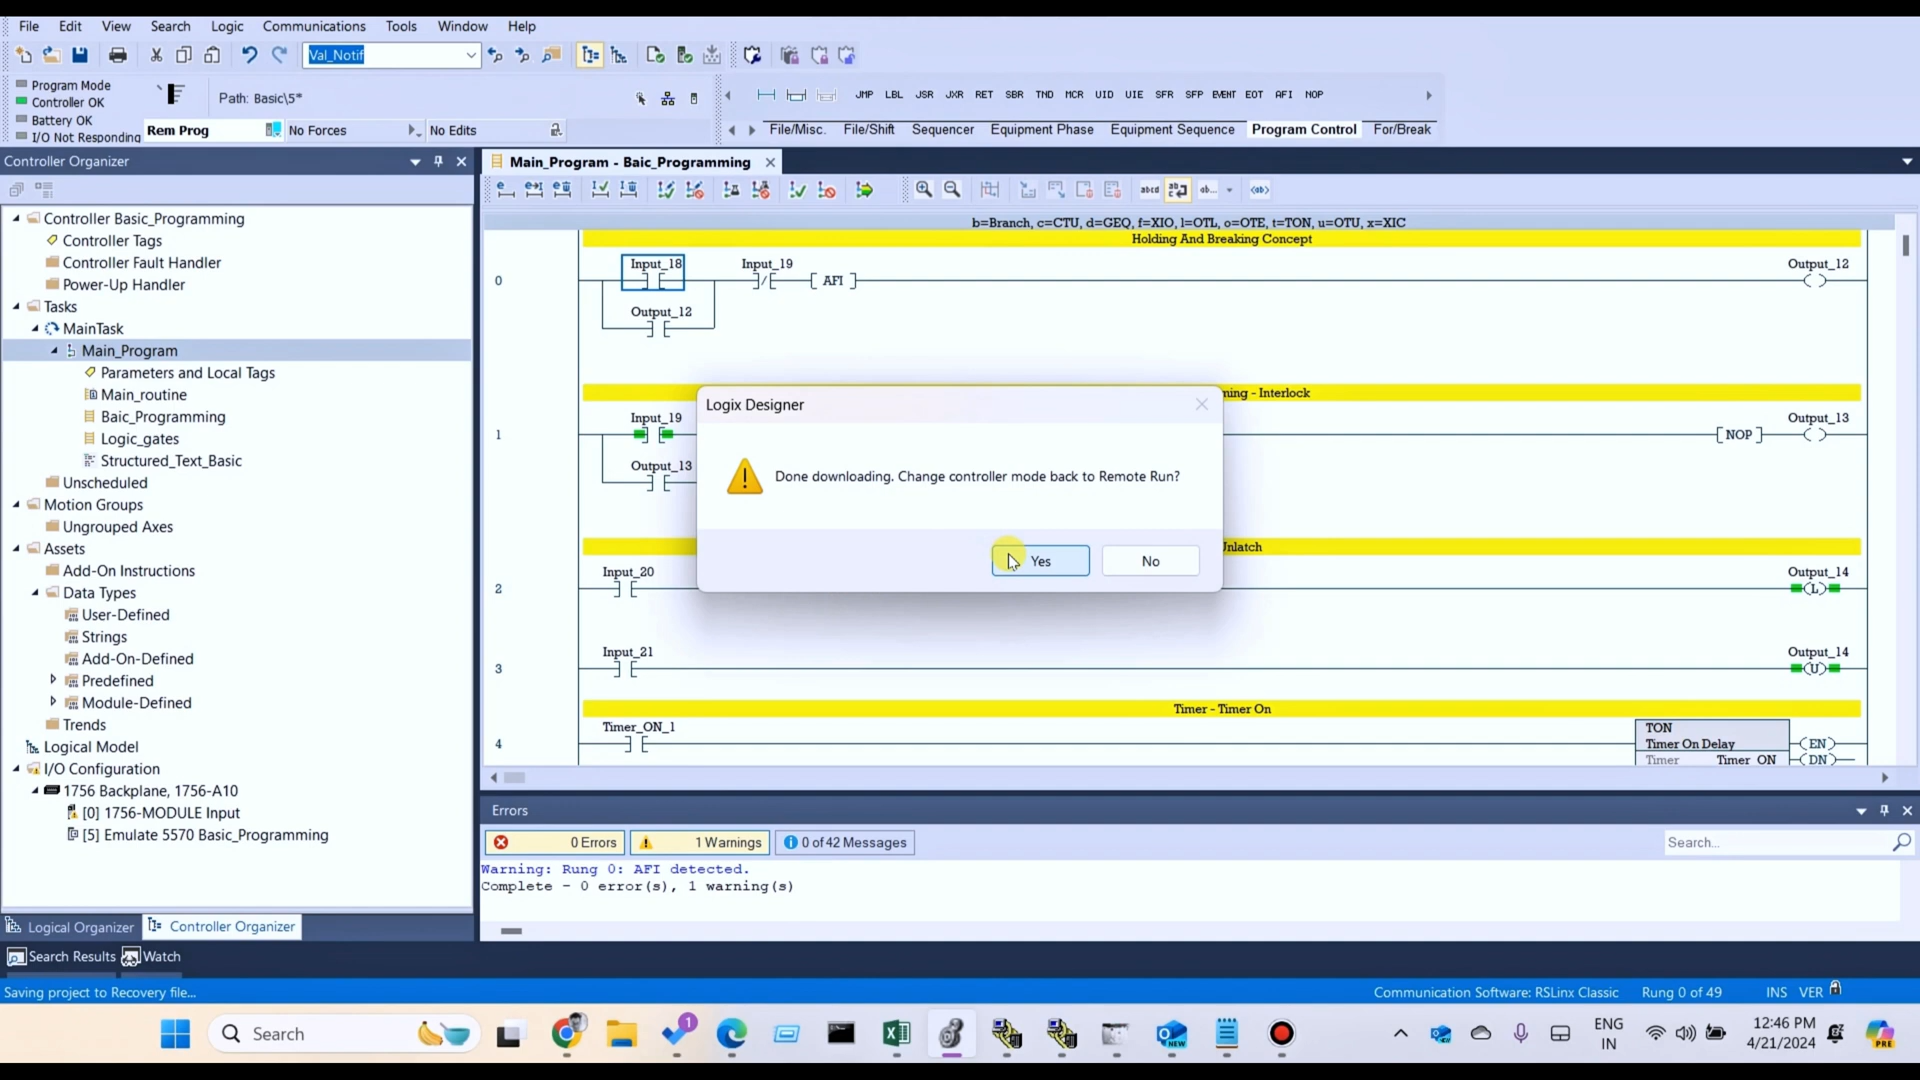 File Edit View Search Logic Communications Tools Window Help
Val_Notif
Program Mode
Controller OK
Battery OK
I/O Not Responding
Path: Basic\5*
Rem Prog
No Forces
No Edits
JMP LBL JSR JXR RET SBR TND MCR UID UIE SFR SFP EVENT EOT AFI NOP
File/Misc. File/Shift Sequencer Equipment Phase Equipment Sequence Program Control For/Break
Controller Organizer
Controller Basic_Programming
Controller Tags
Controller Fault Handler
Power-Up Handler
Tasks
MainTask
Main_Program
Parameters and Local Tags
Main_routine
Baic_Programming
Logic_gates
Structured_Text_Basic
Unscheduled
Motion Groups
Ungrouped Axes
Assets
Add-On Instructions
Data Types
User-Defined
Strings
Add-On-Defined
Predefined
Module-Defined
Trends
Logical Model
I/O Configuration
1756 Backplane, 1756-A10
[0] 1756-MODULE Input
[5] Emulate 5570 Basic_Programming
Logical Organizer
Controller Organizer
Main_Program - Baic_Programming
abcd
ab...
b=Branch, c=CTU, d=GEQ, f=XIO, l=OTL, o=OTE, t=TON, u=OTU, x=XIC
Holding And Breaking Concept
0
Input_18
Input_19
AFI
Output_12
Output_12
ning - Interlock
1
Input_19
NOP
Output_13
Output_13
Logix Designer
Done downloading. Change controller mode back to Remote Run?
Yes
No
Unlatch
2
Input_20
Output_14
L
3
Input_21
Output_14
U
Timer - Timer On
4
Timer_ON_1
TON
Timer On Delay
Timer Timer_ON
EN
DN
Errors
0 Errors
1 Warnings
0 of 42 Messages
Search...
Warning: Rung 0: AFI detected.
Complete - 0 error(s), 1 warning(s)
Search Results
Watch
Saving project to Recovery file...
Communication Software: RSLinx Classic
Rung 0 of 49
INS VER
Search
1
NEW
NEW
ENG
IN
12:46 PM
4/21/2024
PRE